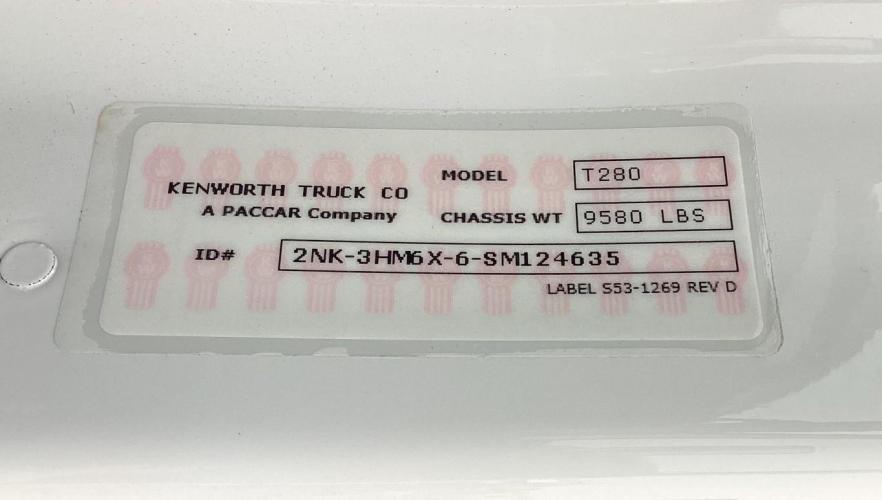 KENWORTH TRUCK CO
A PACCAR Company
MODEL T280
CHASSIS WT 9580 LBS
ID# 2NK-3HM6X-6-SM124635
LABEL S53-1269 REV D